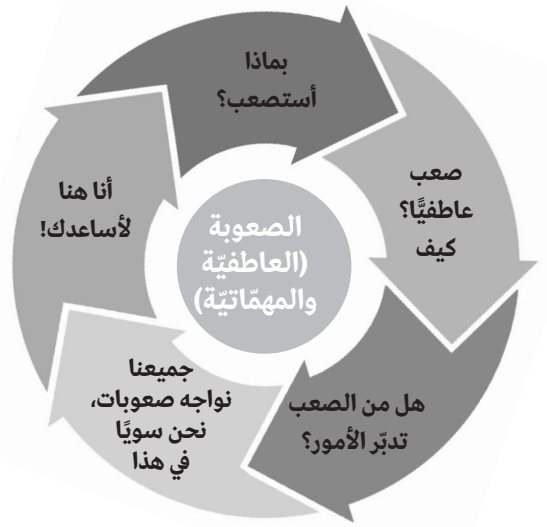 بماذا
أستصعب؟
صعب
عاطفيًّا؟
كيف
هل من الصعب
تدبّر الأمور؟
جميعنا
نواجه صعوبات،
نحن سويًا
في هذا
أنا هنا
لأساعدك!
الصعوبة
(العاطفيّة
والمهمّاتيّة)